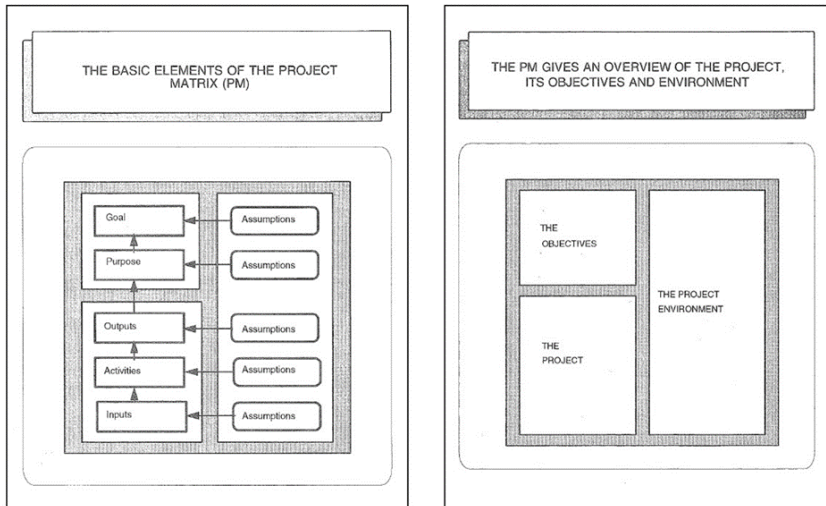 THE BASIC ELEMENTS OF THE PROJECT
MATRIX (PM)
Goal
Assumptions
Purpose
Assumptions
Outputs
Assumptions
Activities
Assumptions
Inputs
Assumptions
THE PM GIVES AN OVERVIEW OF THE PROJECT,
ITS OBJECTIVES AND ENVIRONMENT
THE
OBJECTIVES
THE PROJECT
ENVIRONMENT
THE
PROJECT